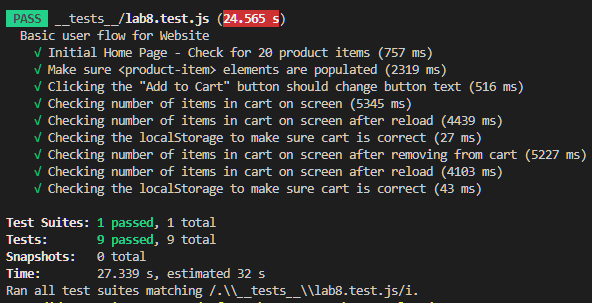 PASS __tests__/lab8.test.js (24.565 s)
Basic user flow for Website
√ Initial Home Page - Check for 20 product items (757 ms)
√ Make sure <product-item> elements are populated (2319 ms)
√ Clicking the "Add to Cart" button should change button text (516 ms)
√ Checking number of items in cart on screen (5345 ms)
√ Checking number of items in cart on screen after reload (4439 ms)
√ Checking the localStorage to make sure cart is correct (27 ms)
√ Checking number of items in cart on screen after removing from cart (5227 ms)
√ Checking number of items in cart on screen after reload (4103 ms)
√ Checking the localStorage to make sure cart is correct (43 ms)
Test Suites: 1 passed, 1 total
Tests: 9 passed, 9 total
Snapshots: 0 total
Time: 27.339 s, estimated 32 s
Ran all test suites matching /.\\__tests__\\lab8.test.js/i.